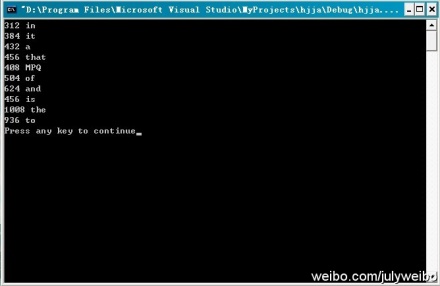 "D:\Program Files\Microsoft Visual Studio\MyProjects\hjja\Debug\hjja....
312 in
384 it
432 a
456 that
408 MPQ
504 of
624 and
456 is
1008 the
936 to
Press any key to continue_
weibo.com/julyweibo